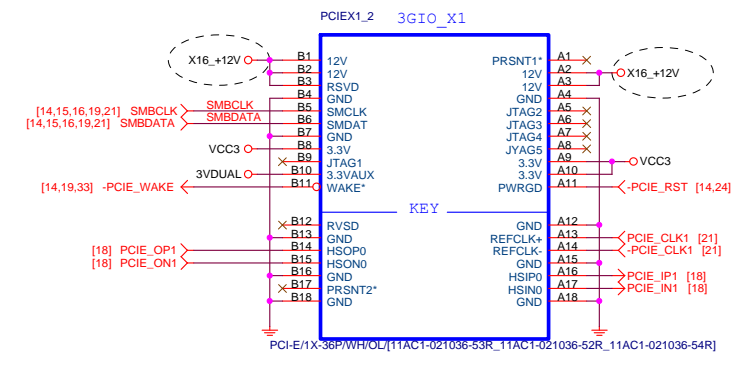 PCIEX1_2 3GIO_X1
X16_+12V B1 12V PRSNT1* A1
B2 12V 12V A2 X16_+12V
B3 RSVD 12V A3
B4 GND GND A4
[14,15,16,19,21] SMBCLK SMBCLK B5 SMCLK JTAG2 A5
[14,15,16,19,21] SMBDATA SMBDATA B6 SMDAT JTAG3 A6
B7 GND JTAG4 A7
VCC3 B8 3.3V JYAG5 A8
B9 JTAG1 3.3V A9 VCC3
3VDUAL B10 3.3VAUX 3.3V A10
[14,19,33] -PCIE_WAKE B11 WAKE* PWRGD A11 -PCIE_RST [14,24]
KEY
B12 RVSD GND A12
B13 GND REFCLK+ A13 PCIE_CLK1 [21]
[18] PCIE_OP1 B14 HSOP0 REFCLK- A14 -PCIE_CLK1 [21]
[18] PCIE_ON1 B15 HSON0 GND A15
B16 GND HSIP0 A16 PCIE_IP1 [18]
B17 PRSNT2* HSIN0 A17 PCIE_IN1 [18]
B18 GND GND A18
PCI-E/1X-36P/WH/OL/[11AC1-021036-53R_11AC1-021036-52R_11AC1-021036-54R]